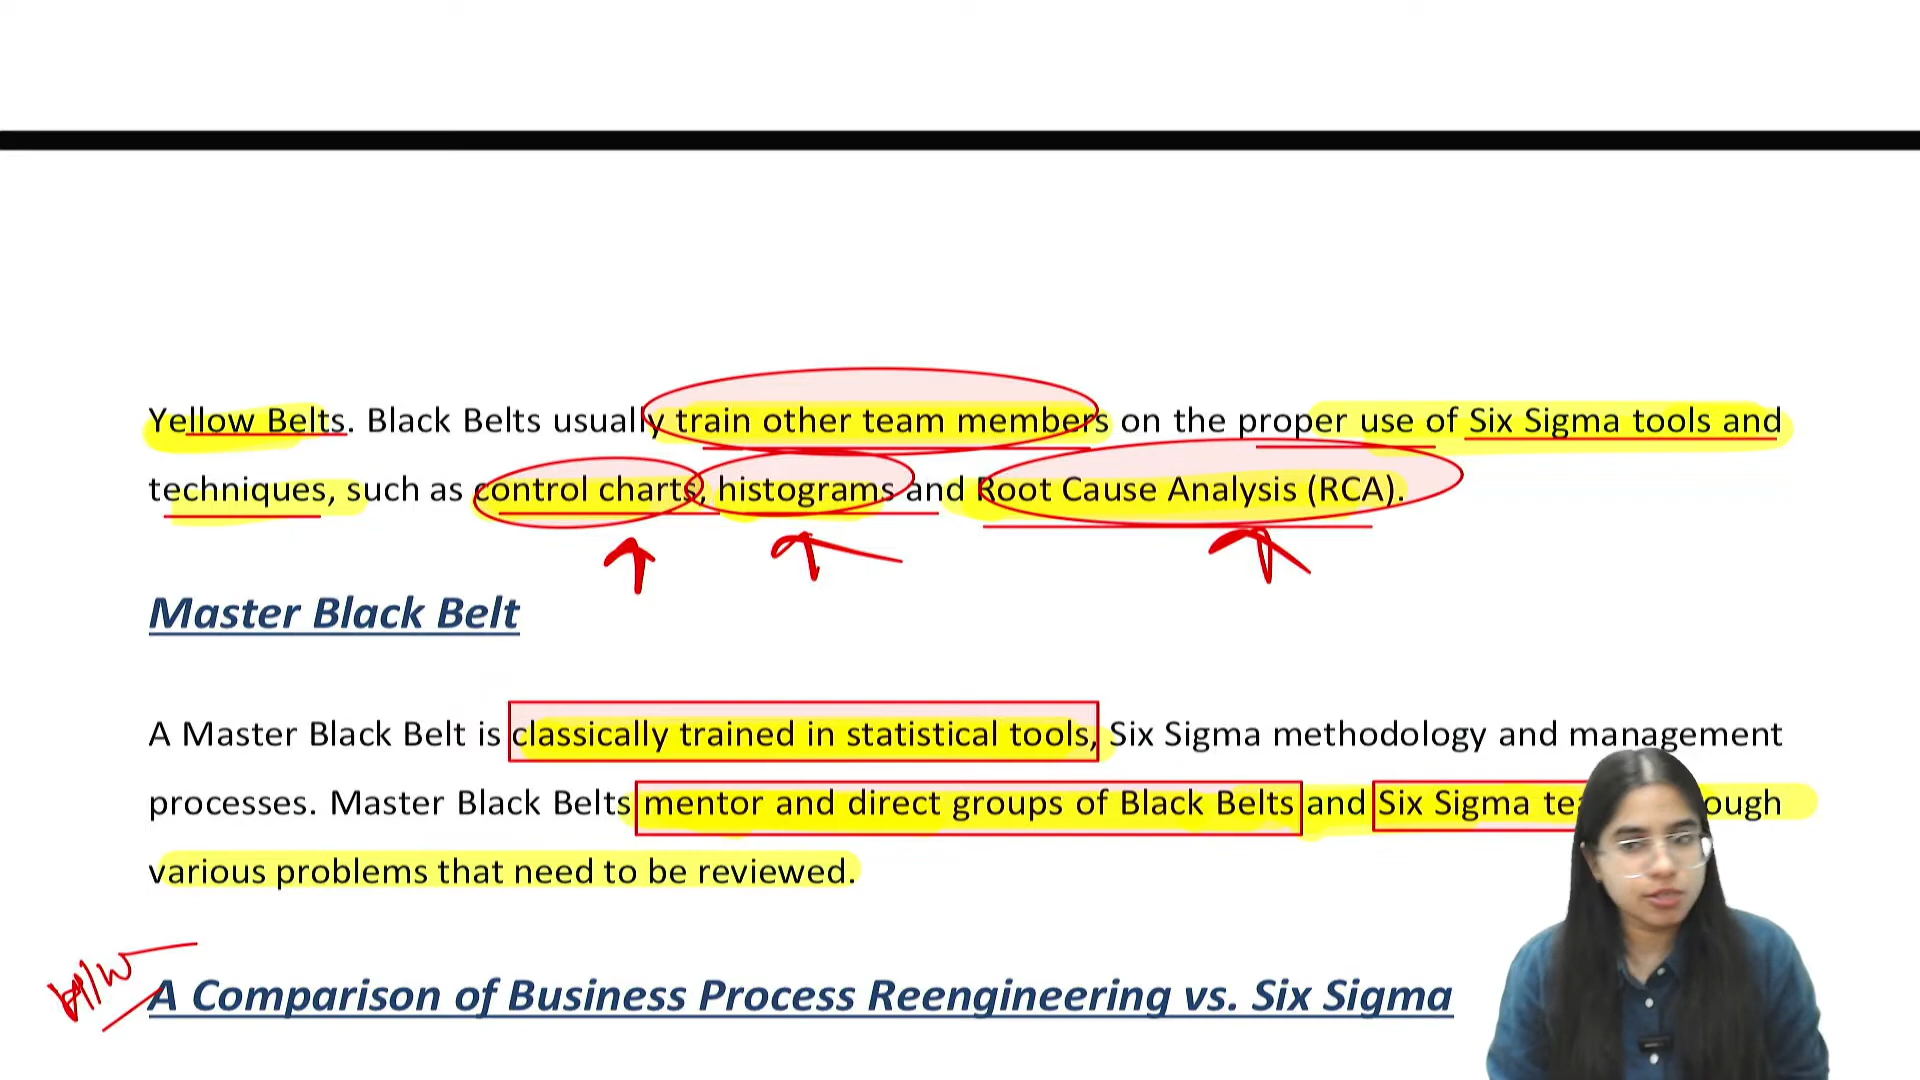 Yellow Belts. Black Belts usually train other team members on the proper use of Six Sigma tools and
techniques, such as control charts, histograms and Root Cause Analysis (RCA).
Master Black Belt
A Master Black Belt is classically trained in statistical tools, Six Sigma methodology and management
processes. Master Black Belts mentor and direct groups of Black Belts and Six Sigma
various problems that need to be reviewed.
A Comparison of Business Process Reengineering vs. Six Sigma